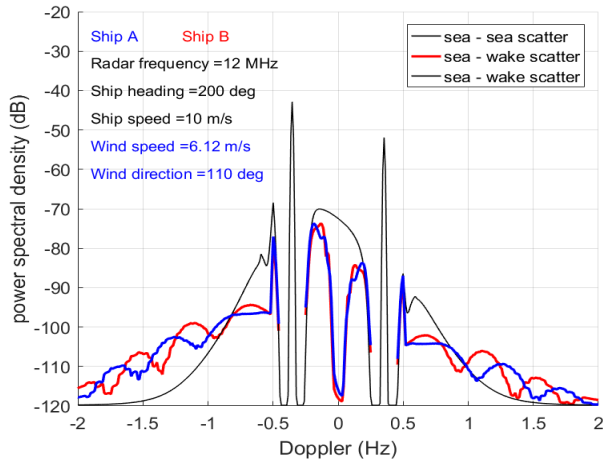 -20
-30
-40
-50
-60
-70
-80
-90
-100
-110
-120
power spectral density (dB)
Ship A Ship B
Radar frequency =12 MHz
Ship heading =200 deg
Ship speed =10 m/s
Wind speed =6.12 m/s
Wind direction =110 deg
sea - sea scatter
sea - wake scatter
sea - wake scatter
-2 -1.5 -1 -0.5 0 0.5 1 1.5 2
Doppler (Hz)